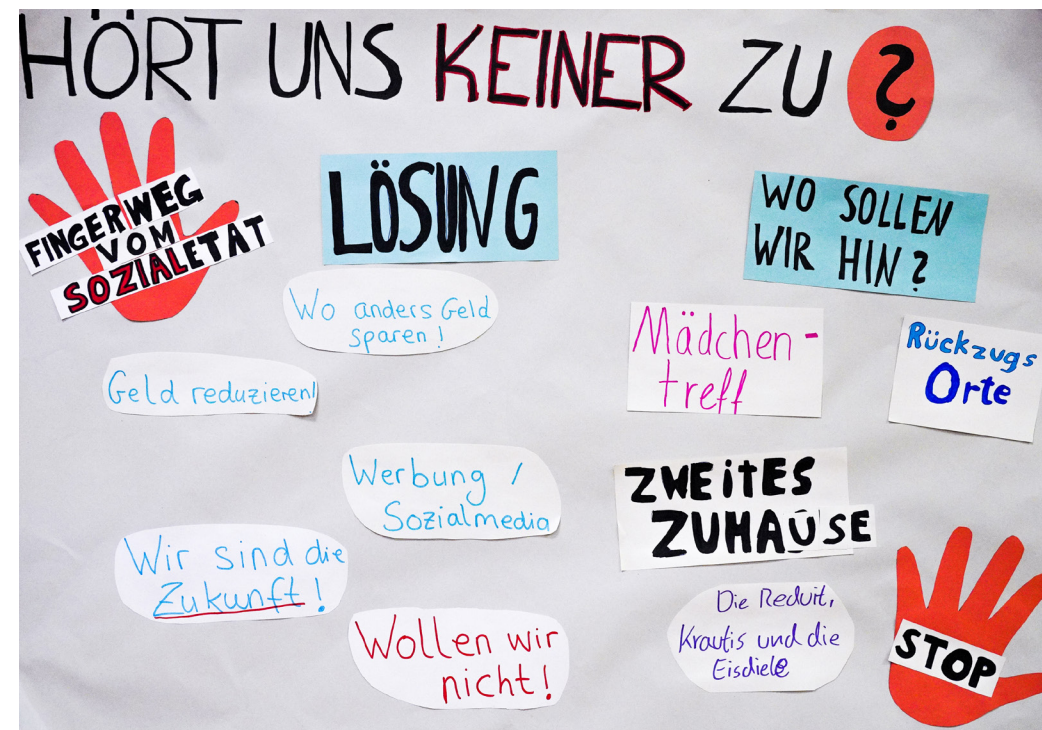 HÖRT UNS KEINER ZU?
FINGER WEG
VOM
SOZIALETAT
LÖSUNG
Wo anders Geld
sparen!
Geld reduzieren!
Werbung /
Sozialmedia
Wir sind die
Zukunft!
Wollen wir
nicht!
WO SOLLEN
WIR HIN?
Mädchen-
treff
Rückzugs
Orte
ZWEiTES
ZUHAUSE
Die Reduit,
Krautis und die
Eisdiele
STOP